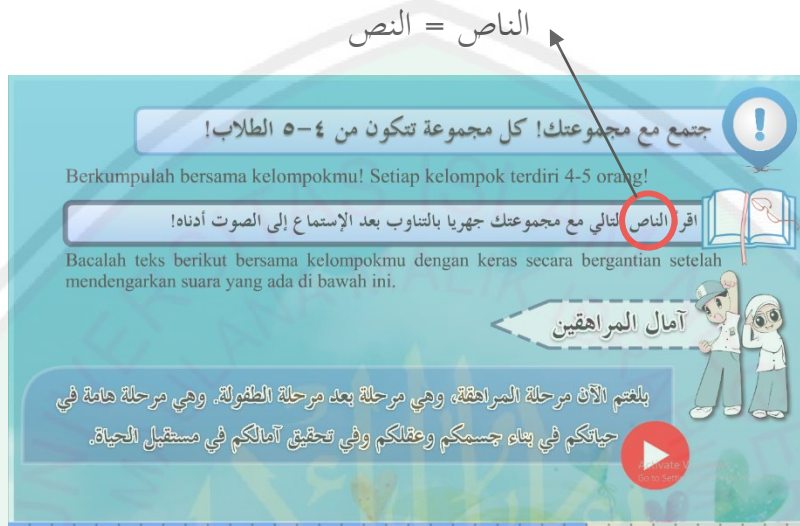 الناص = النص
جتمع مع مجموعتك! كل مجموعة تتكون من ٤-٥ الطلاب!
Berkumpulah bersama kelompokmu! Setiap kelompok terdiri 4-5 orang!
اقرأ الناص التالي مع مجموعتك جهريا بالتناوب بعد الإستماع إلى الصوت أدناه!
Bacalah teks berikut bersama kelompokmu dengan keras secara bergantian setelah
mendengarkan suara yang ada di bawah ini.
آمال المراهقين
بلغتم الآن مرحلة المراهقة، وهي مرحلة بعد مرحلة الطفولة. وهي مرحلة هامة في
حياتكم في بناء جسمكم وعقلكم وفي تحقيق آمالكم في مستقبل الحياة.
Activate
Go to Sett